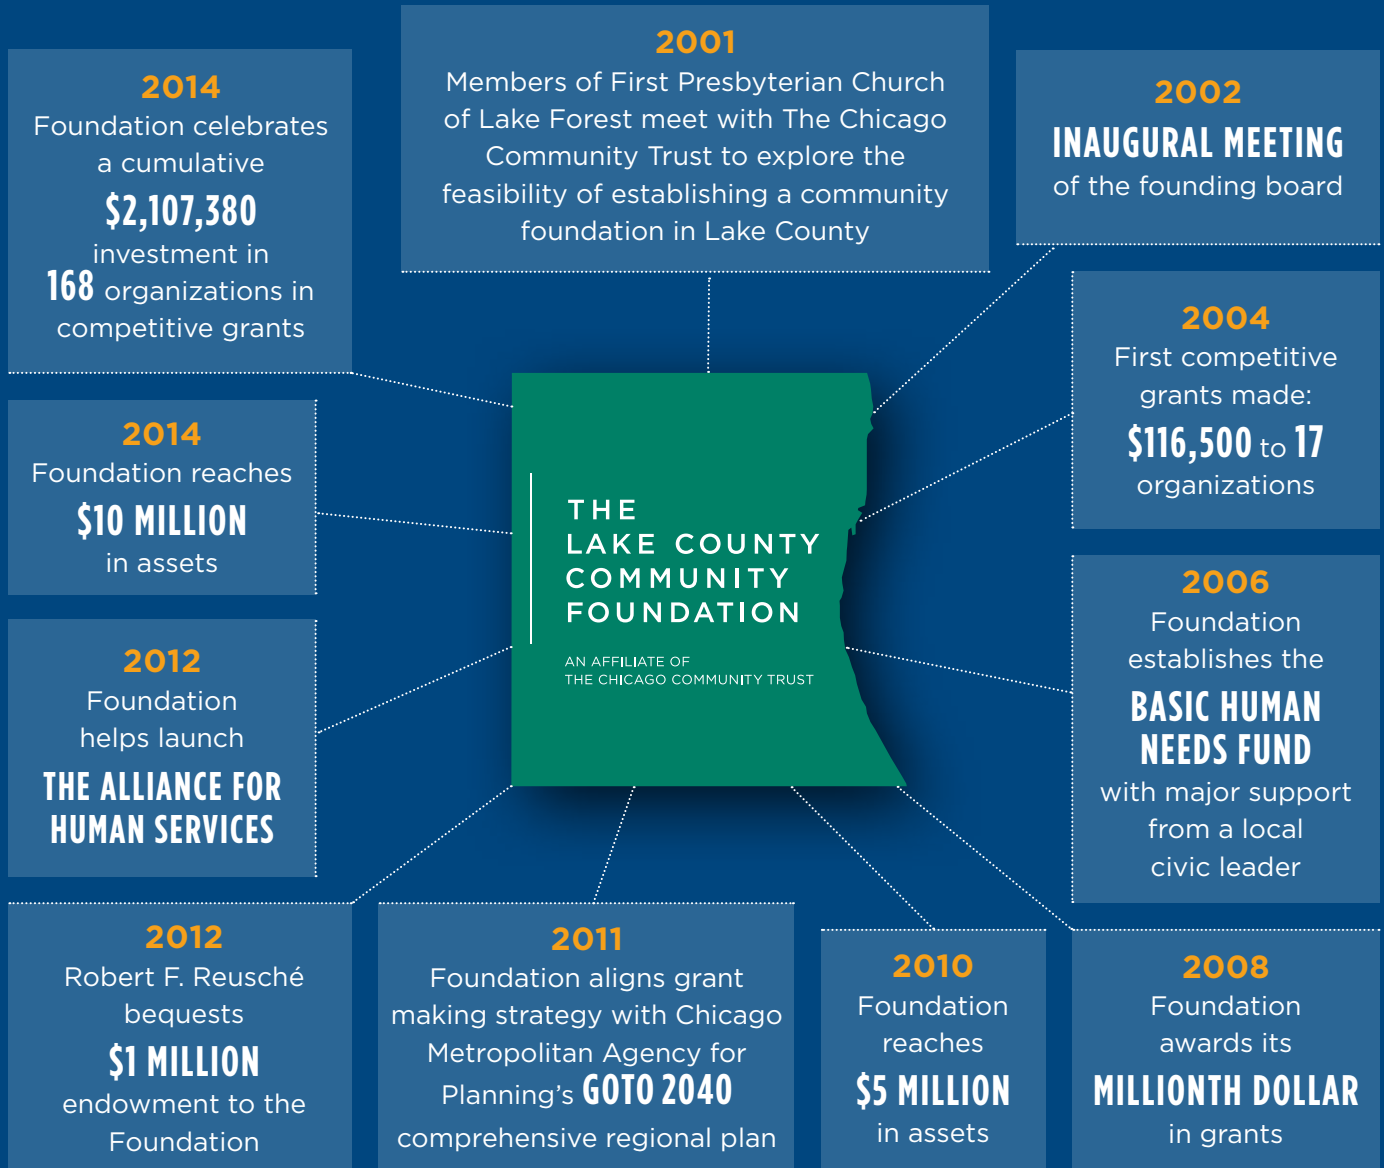 2001
Members of First Presbyterian Church
of Lake Forest meet with The Chicago
Community Trust to explore the
feasibility of establishing a community
foundation in Lake County
2002
INAUGURAL MEETING
of the founding board
2004
First competitive
grants made:
$116,500 to 17
organizations
2006
Foundation
establishes the
BASIC HUMAN
NEEDS FUND
with major support
from a local
civic leader
2008
Foundation
awards its
MILLIONTH DOLLAR
in grants
2010
Foundation
reaches
$5 MILLION
in assets
2011
Foundation aligns grant
making strategy with Chicago
Metropolitan Agency for
Planning's GOTO 2040
comprehensive regional plan
2012
Robert F. Reusché
bequests
$1 MILLION
endowment to the
Foundation
2012
Foundation
helps launch
THE ALLIANCE FOR
HUMAN SERVICES
2014
Foundation reaches
$10 MILLION
in assets
2014
Foundation celebrates
a cumulative
$2,107,380
investment in
168 organizations in
competitive grants
THE
LAKE COUNTY
COMMUNITY
FOUNDATION
AN AFFILIATE OF
THE CHICAGO COMMUNITY TRUST